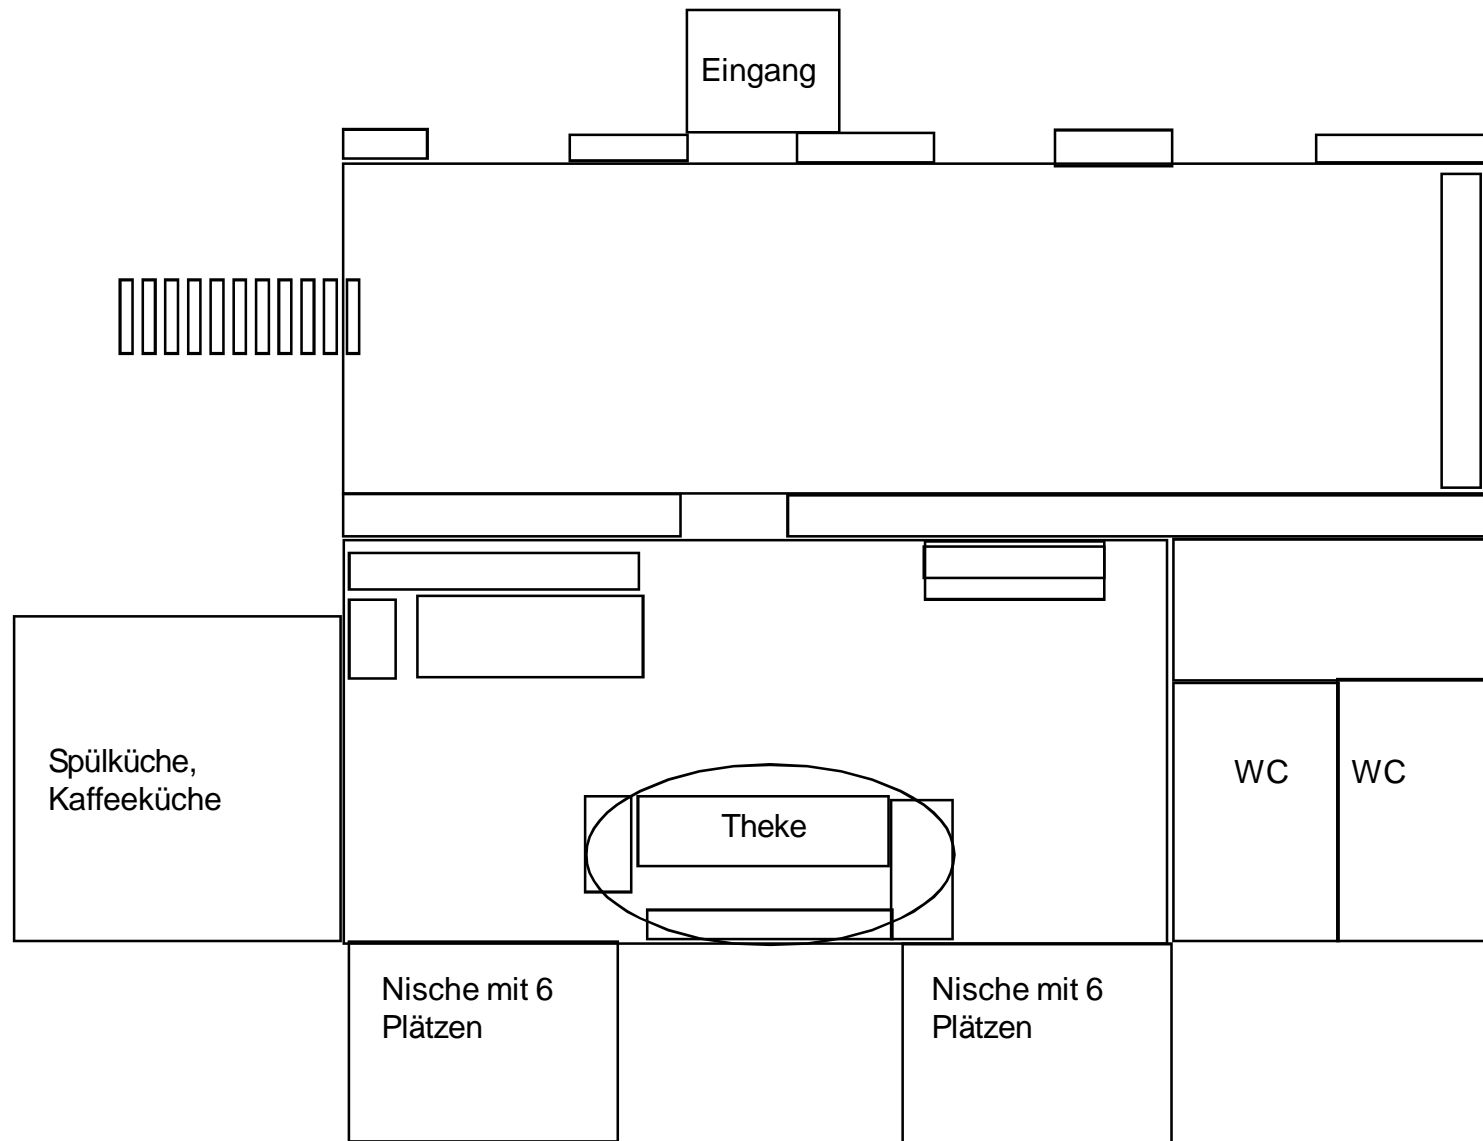 Eingang
Spülküche,
Kaffeeküche
Theke
WC
WC
Nische mit 6
Plätzen
Nische mit 6
Plätzen